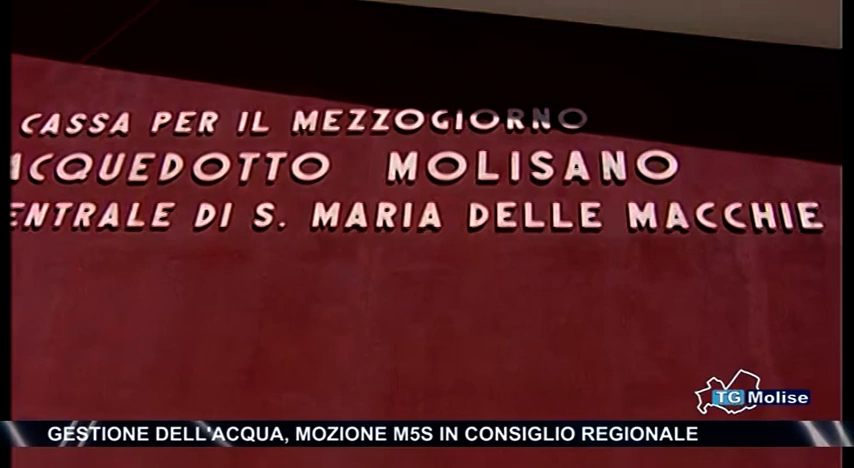 CASSA PER IL MEZZOGIORNO
ACQUEDOTTO MOLISANO
ENTRALE DI S. MARIA DELLE MACCHIE
TG Molise
GESTIONE DELL'ACQUA, MOZIONE M5S IN CONSIGLIO REGIONALE